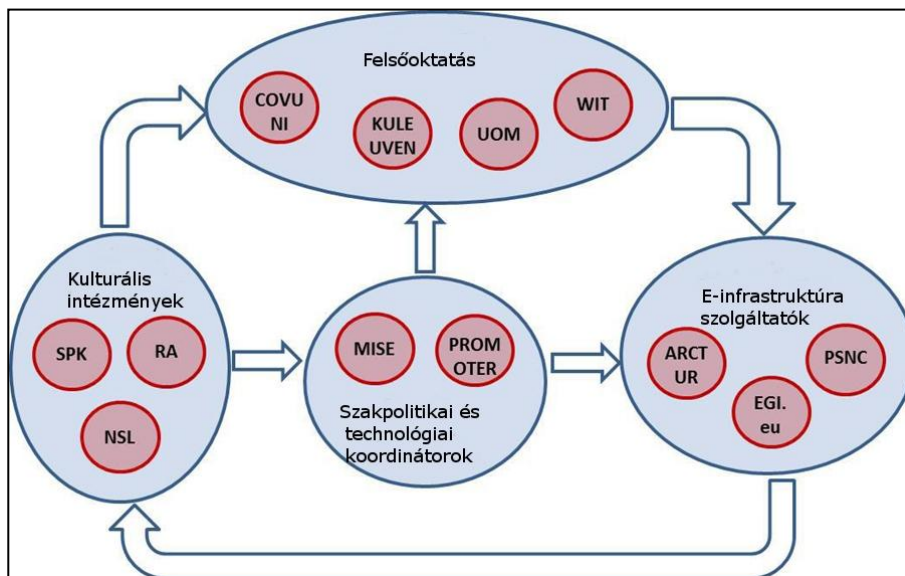 Felsőoktatás
COVU
NI
KULE
UVEN
UOM
WIT
Kulturális
intézmények
SPK
RA
NSL
MISE
PROM
OTER
Szakpolitikai és
technológiai
koordinátorok
E-infrastruktúra
szolgáltatók
ARCT
UR
PSNC
EGI.
eu